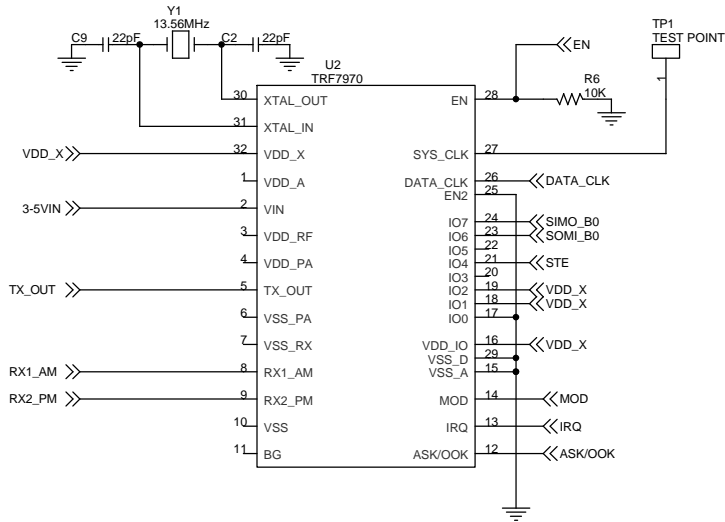 Y1
13.56MHz
C9
22pF
C2
22pF
TP1
TEST POINT
1
U2
TRF7970
EN
R6
10K
30
XTAL_OUT
EN
28
31
XTAL_IN
VDD_X
32
VDD_X
SYS_CLK
27
1
VDD_A
DATA_CLK
26
DATA_CLK
EN2
25
3-5VIN
2
VIN
IO7
24
SIMO_B0
3
VDD_RF
IO6
23
SOMI_B0
IO5
22
4
VDD_PA
IO4
21
STE
IO3
20
TX_OUT
5
TX_OUT
IO2
19
VDD_X
IO1
18
VDD_X
6
VSS_PA
IO0
17
7
VSS_RX
VDD_IO
16
VDD_X
VSS_D
29
RX1_AM
8
RX1_AM
VSS_A
15
RX2_PM
9
RX2_PM
MOD
14
MOD
10
VSS
IRQ
13
IRQ
11
BG
ASK/OOK
12
ASK/OOK